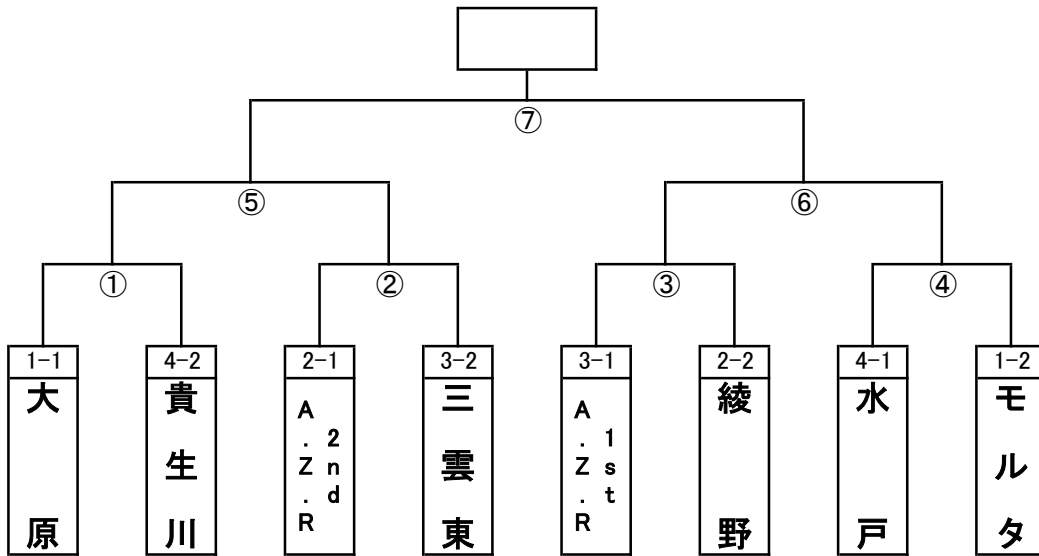 ⑦
⑤
⑥
①
②
③
④
1-1
4-2
2-1
3-2
3-1
2-2
4-1
1-2
大原
貴生川
A.Z.R
2nd
三雲東
A.Z.R
1st
綾野
水戸
モルタ